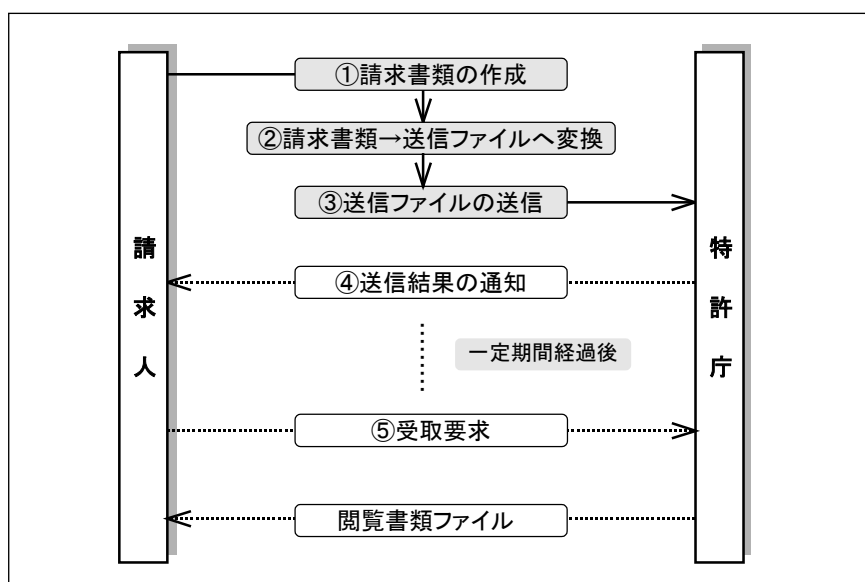 ①請求書類の作成
②請求書類→送信ファイルへ変換
③送信ファイルの送信
請求人
特許庁
④送信結果の通知
一定期間経過後
⑤受取要求
閲覧書類ファイル